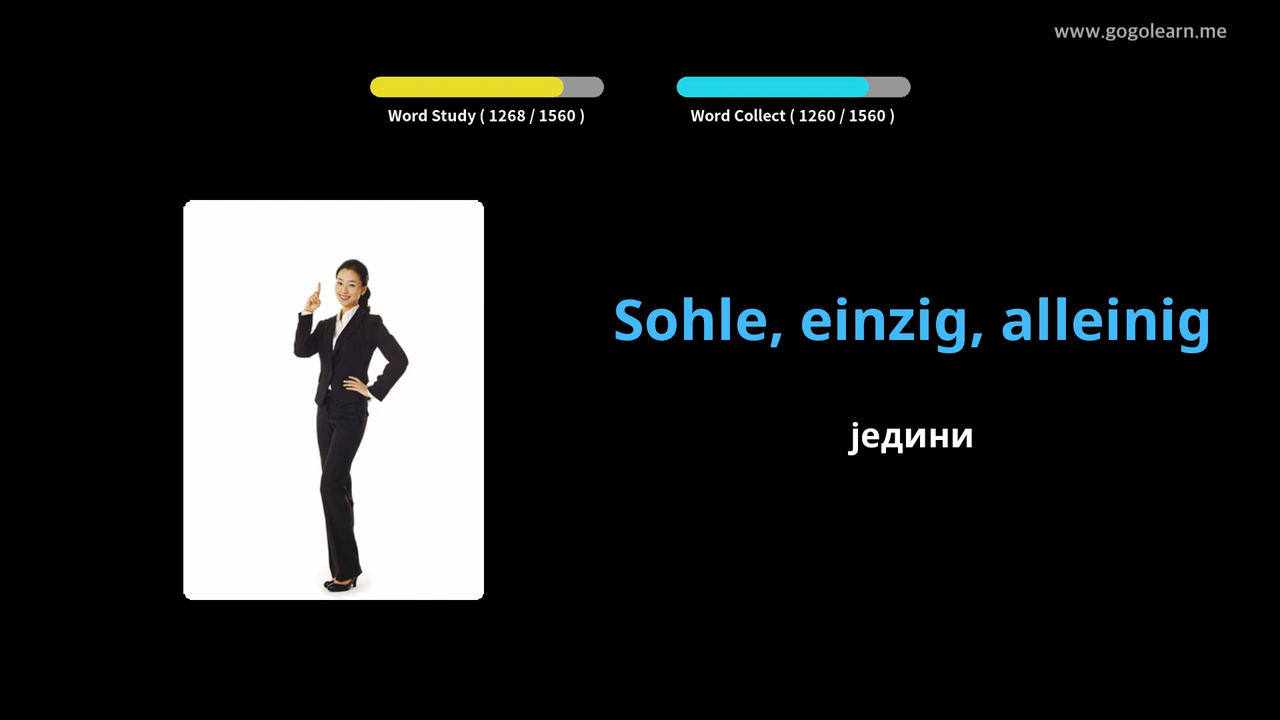 www.gogolearn.me
Word Study ( 1268 / 1560 )
Word Collect ( 1260 / 1560 )
Sohle, einzig, alleinig
једини